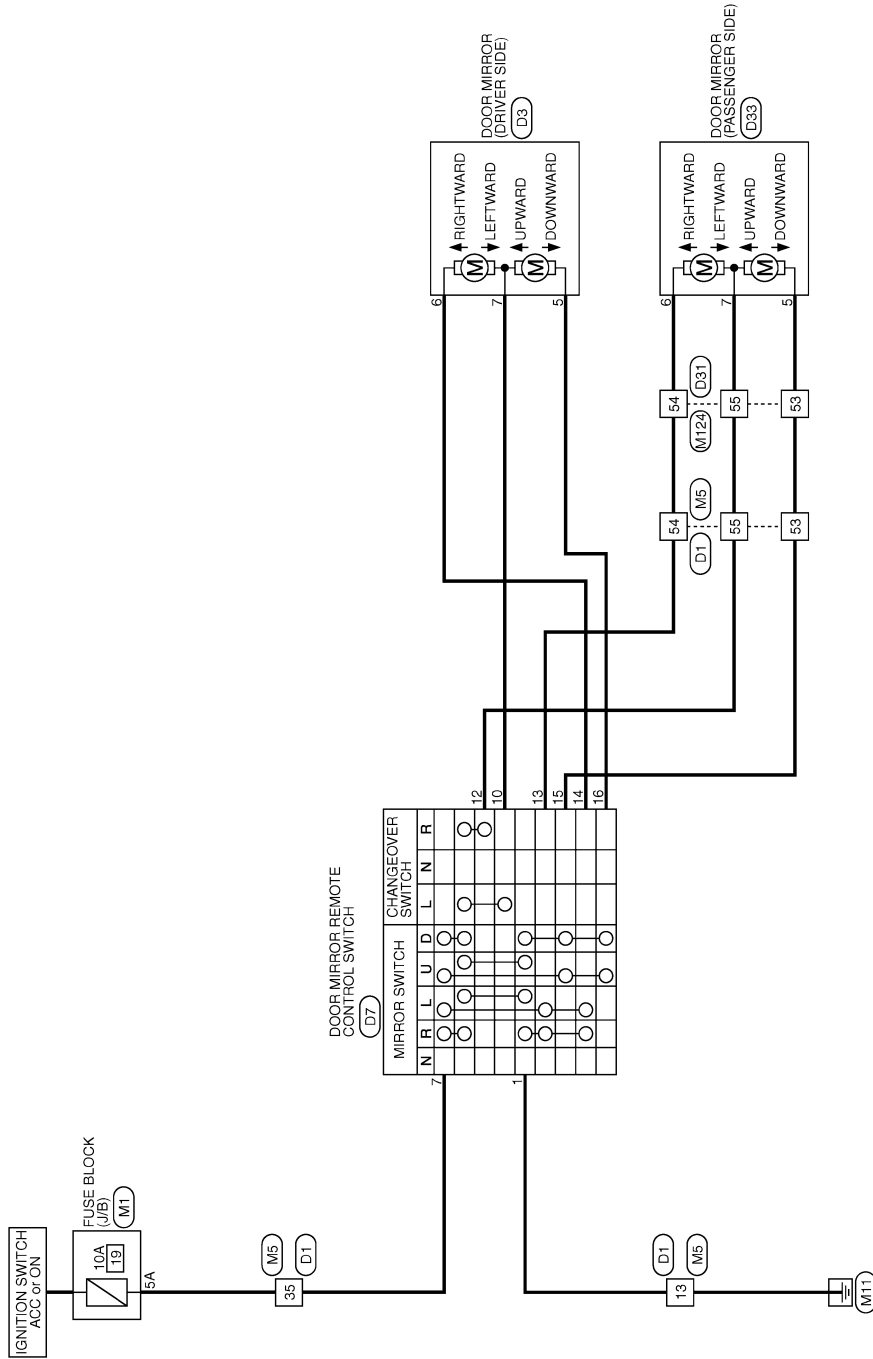 IGNITION SWITCH
ACC or ON
FUSE BLOCK
(J/B)
M1
10A
19
5A
M5
D1
35
D1
M5
13
M11
DOOR MIRROR REMOTE
CONTROL SWITCH
D7
MIRROR SWITCH
CHANGEOVER
SWITCH
N R L U D L N R
7
1
12
10
13
15
14
16
DOOR MIRROR
(DRIVER SIDE)
D3
RIGHTWARD
LEFTWARD
UPWARD
DOWNWARD
M
M
6
7
5
DOOR MIRROR
(PASSENGER SIDE)
D33
RIGHTWARD
LEFTWARD
UPWARD
DOWNWARD
M
M
6
7
5
54
D31
M124
55
53
54
M5
D1
55
53